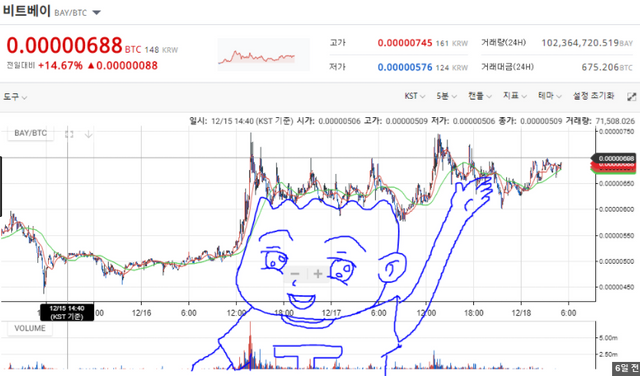 비트베이 BAY/BTC
0.00000688 BTC 148 KRW
전일대비 +14.67% ▲0.00000088
고가 0.00000745 161 KRW 거래량(24H) 102,364,720.519 BAY
저가 0.00000576 124 KRW 거래대금(24H) 675.206 BTC
도구 KST 5분 캔들 지표 테마 설정 초기화
일시: 12/15 14:40 (KST 기준) 시가: 0.00000506 고가: 0.00000509 저가: 0.00000506 종가: 0.00000509 거래량: 71,508.026
BAY/BTC
0.00000750
0.00000698
0.00000650
0.00000600
0.00000550
0.00000500
0.00000450
12/15 14:40
(KST 기준)
12:00 12/16 6:00 12:00 18:00 12/17 6:00 12:00 18:00 12/18 6:00
VOLUME
5.00m
2.50m
6일 전